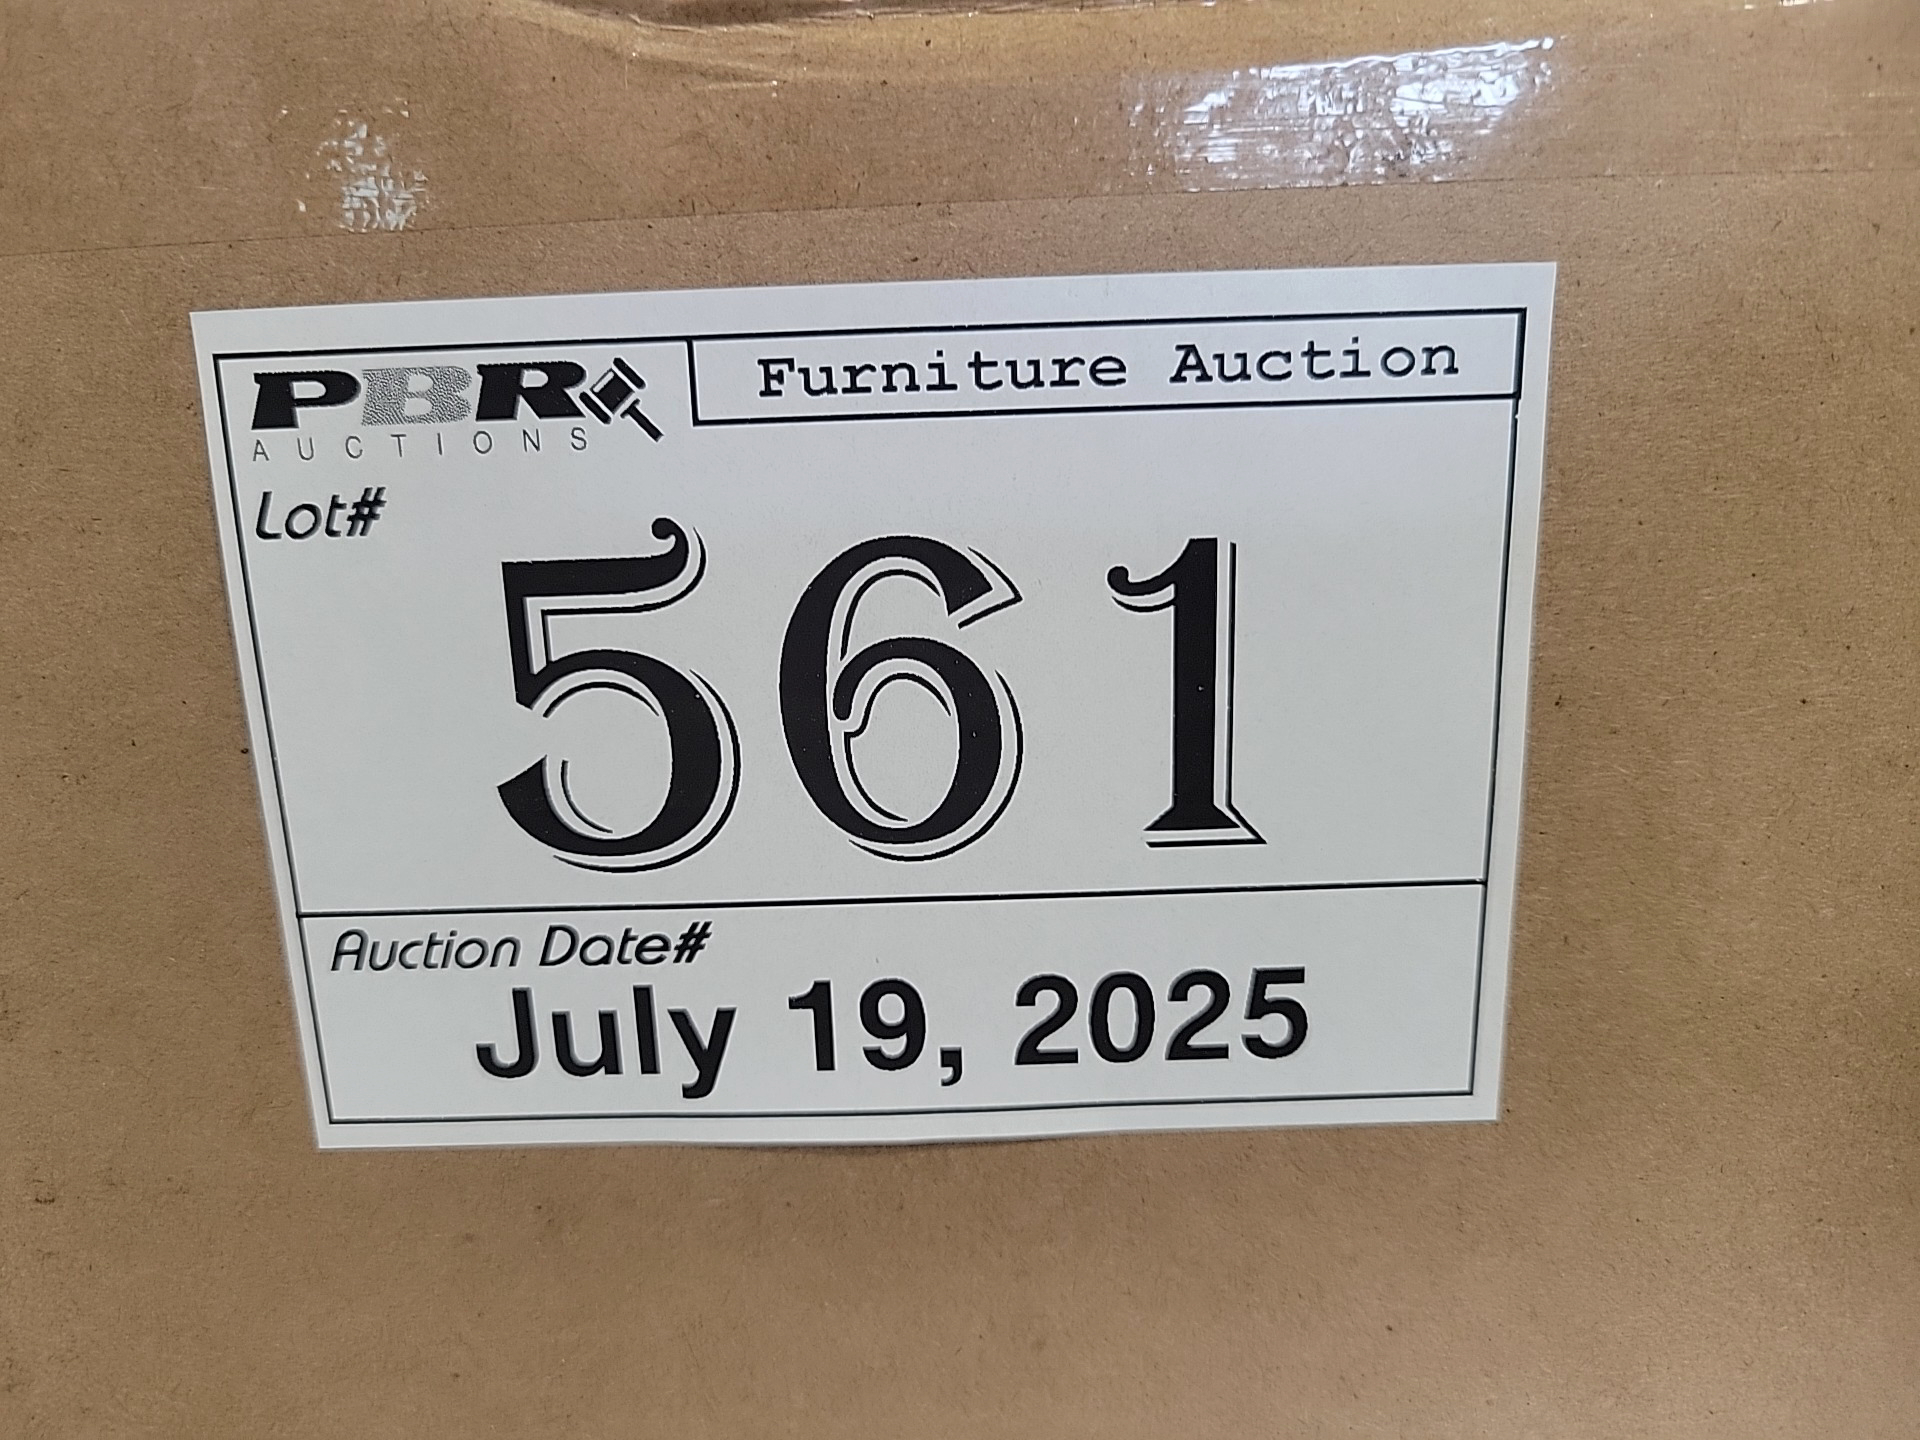 PBR
AUCTIONS
Furniture Auction
Lot#
561
Auction Date#
July 19, 2025